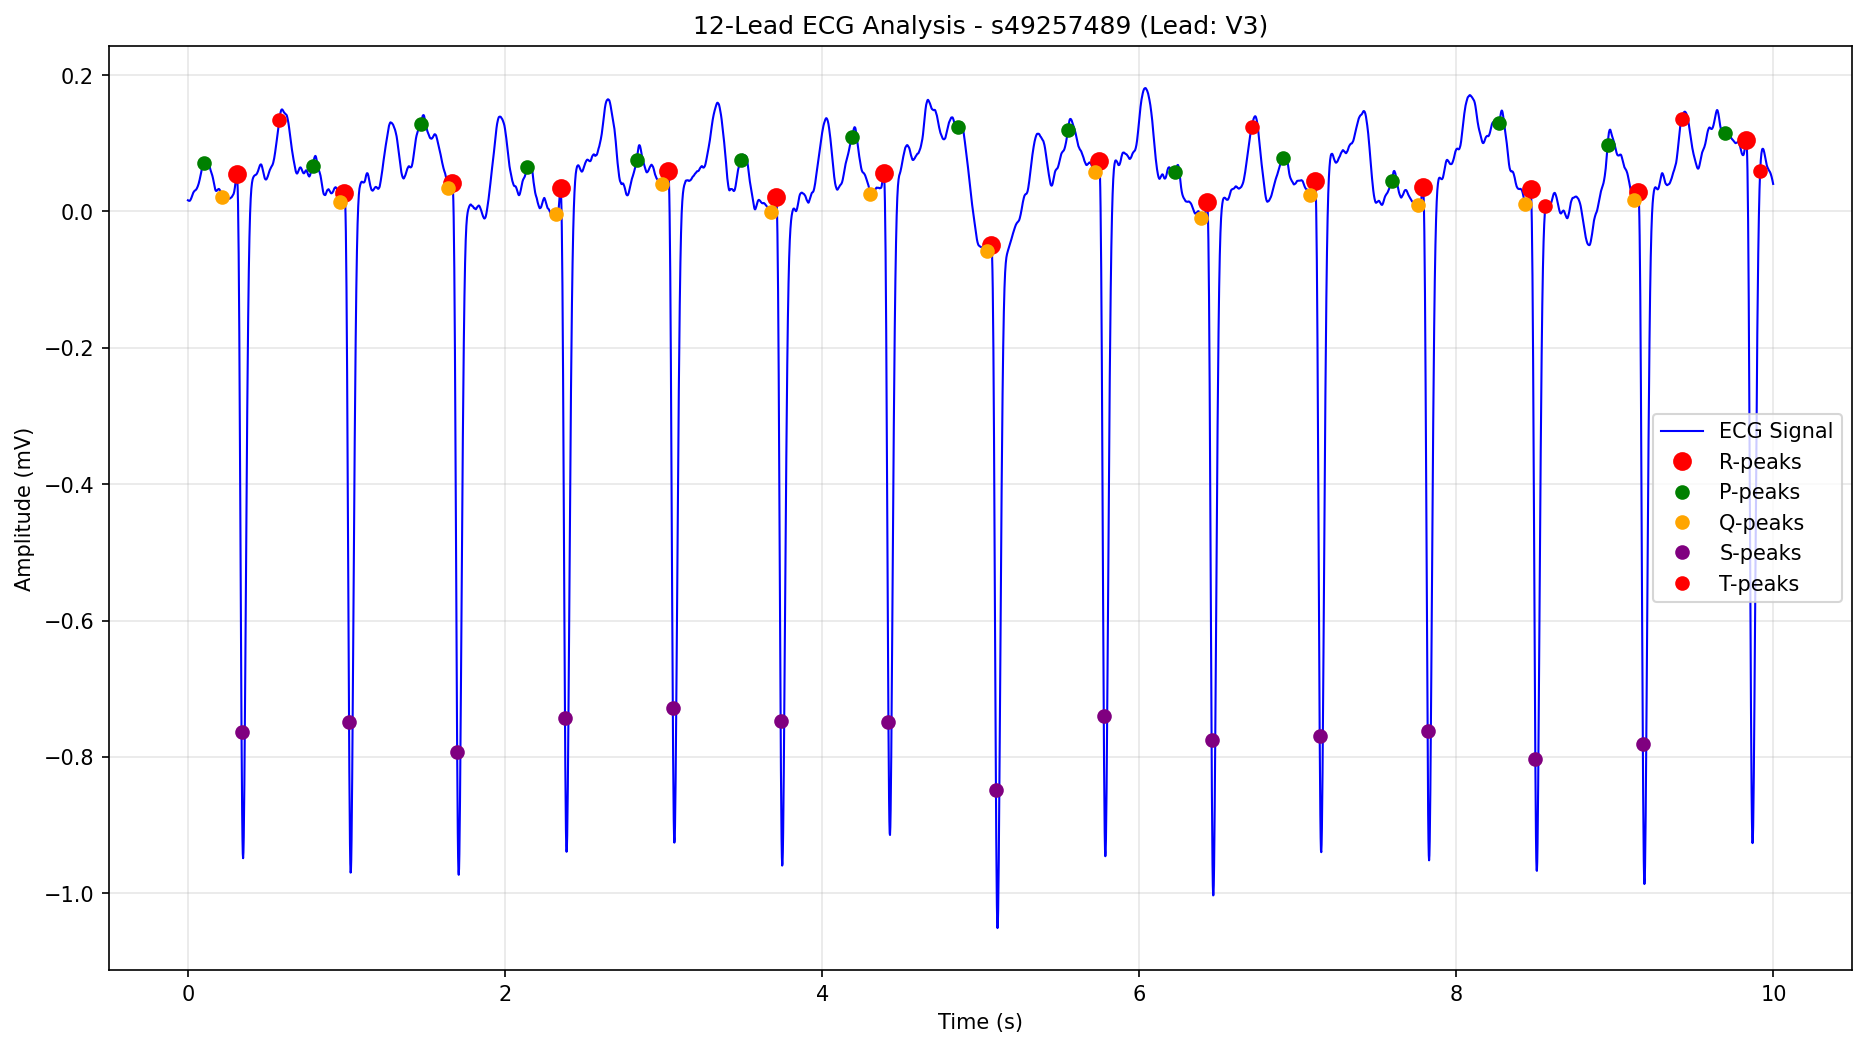 12-Lead ECG Analysis - s49257489 (Lead: V3)
Amplitude (mV)
0.2
0.0
−0.2
−0.4
−0.6
−0.8
−1.0
ECG Signal
R-peaks
P-peaks
Q-peaks
S-peaks
T-peaks
0 2 4 6 8 10
Time (s)